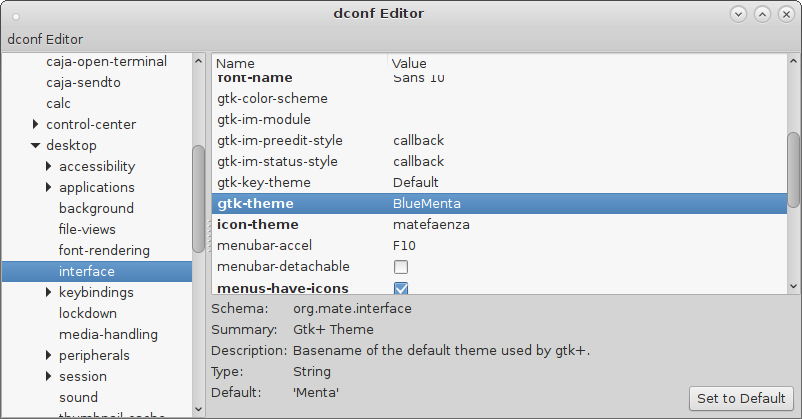 dconf Editor
dconf Editor
caja-open-terminal
caja-sendto
calc
control-center
desktop
accessibility
applications
background
file-views
font-rendering
interface
keybindings
lockdown
media-handling
peripherals
session
sound
thumbnail-cache
Name Value
font-name Sans 10
gtk-color-scheme
gtk-im-module
gtk-im-preedit-style callback
gtk-im-status-style callback
gtk-key-theme Default
gtk-theme BlueMenta
icon-theme matefaenza
menubar-accel F10
menubar-detachable
menus-have-icons
Schema: org.mate.interface
Summary: Gtk+ Theme
Description: Basename of the default theme used by gtk+.
Type: String
Default: 'Menta'
Set to Default